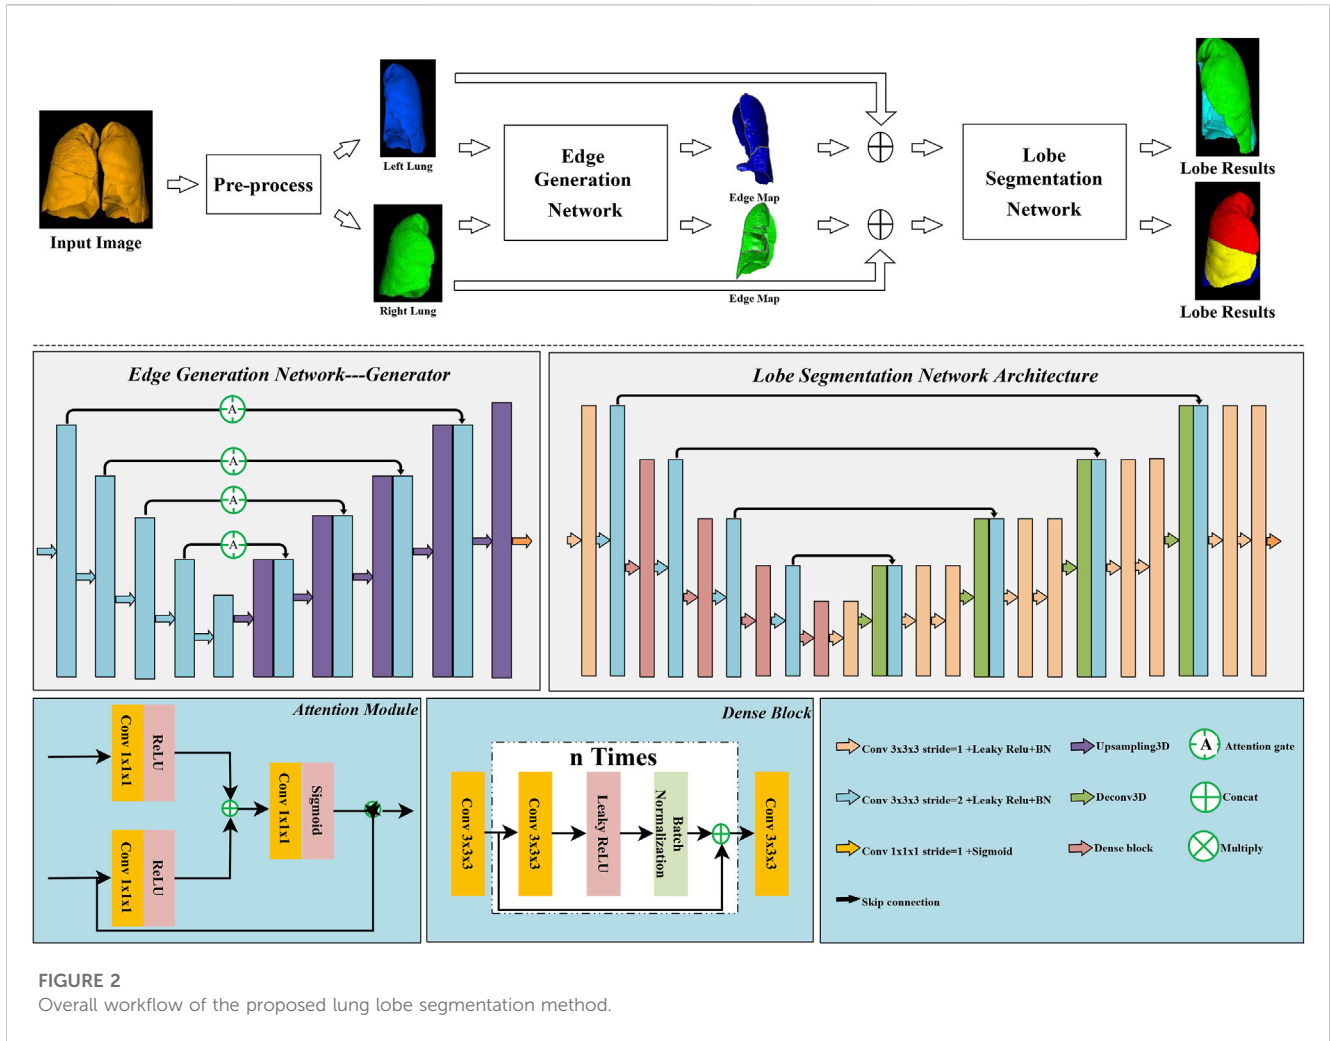 Input Image
Pre-process
Left Lung
Right Lung
Edge
Generation
Network
Edge Map
Edge Map
Lobe
Segmentation
Network
Lobe Results
Lobe Results
Edge Generation Network---Generator
A
A
A
A
Lobe Segmentation Network Architecture
Attention Module
Conv 1x1x1
ReLU
Conv 1x1x1
ReLU
Conv 1x1x1
Sigmoid
Dense Block
n Times
Conv 3x3x3
Conv 3x3x3
Leaky ReLU
Batch
Normalization
Conv 3x3x3
Conv 3x3x3 stride=1 +Leaky Relu+BN
Conv 3x3x3 stride=2 +Leaky Relu+BN
Conv 1x1x1 stride=1 +Sigmoid
Skip connection
Upsampling3D
Deconv3D
Dense block
A
Attention gate
Concat
Multiply
FIGURE 2
Overall workflow of the proposed lung lobe segmentation method.